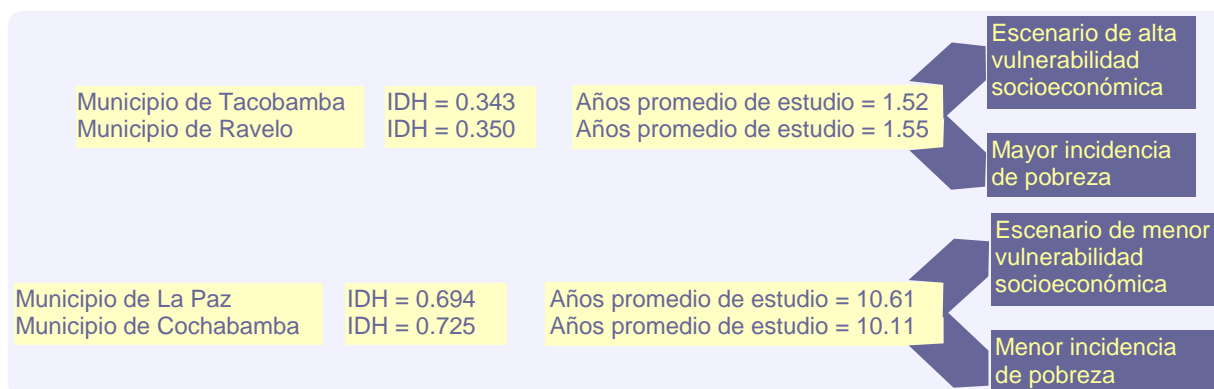 Escenario de alta
vulnerabilidad
socioeconómica
Municipio de Tacobamba IDH = 0.343 Años promedio de estudio = 1.52
Municipio de Ravelo IDH = 0.350 Años promedio de estudio = 1.55
Mayor incidencia
de pobreza
Escenario de menor
vulnerabilidad
socioeconómica
Municipio de La Paz IDH = 0.694 Años promedio de estudio = 10.61
Municipio de Cochabamba IDH = 0.725 Años promedio de estudio = 10.11
Menor incidencia
de pobreza